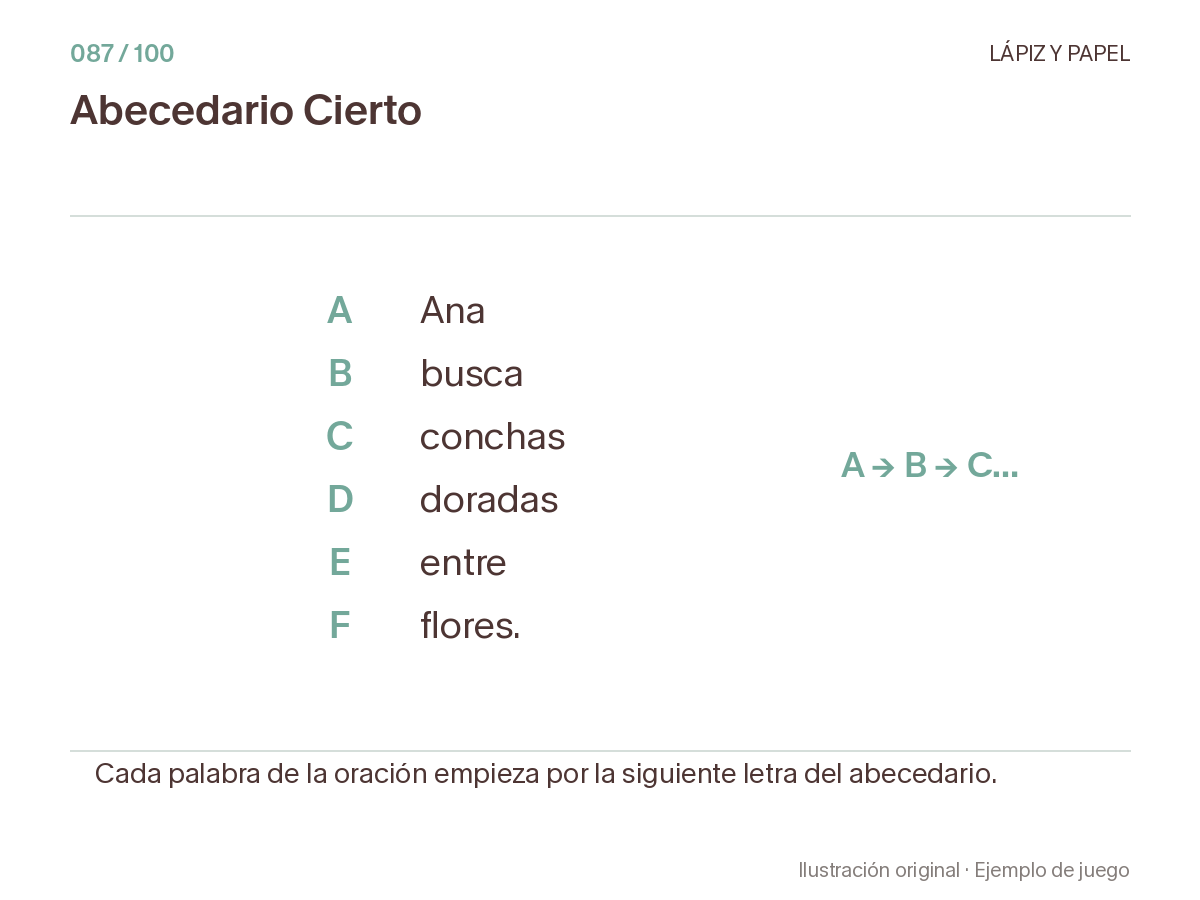 087 / 100
LÁPIZ Y PAPEL
Abecedario Cierto
A Ana
B busca
C conchas
D doradas
E entre
F flores.
A → B → C...
Cada palabra de la oración empieza por la siguiente letra del abecedario.
Ilustración original · Ejemplo de juego